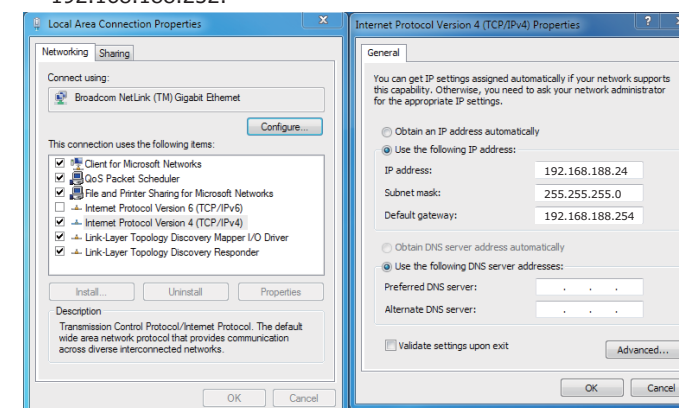 192.168.188.252.
Local Area Connection Properties
X
Networking
Sharing
Connect using:
Broadcom NetLink (TM) Gigabit Ethernet
Configure...
This connection uses the following items:
Client for Microsoft Networks
QoS Packet Scheduler
File and Printer Sharing for Microsoft Networks
Internet Protocol Version 6 (TCP/IPv6)
Internet Protocol Version 4 (TCP/IPv4)
Link-Layer Topology Discovery Mapper I/O Driver
Link-Layer Topology Discovery Responder
Install...
Uninstall
Properties
Description
Transmission Control Protocol/Internet Protocol. The default
wide area network protocol that provides communication
across diverse interconnected networks.
OK
Cancel
Internet Protocol Version 4 (TCP/IPv4) Properties
?
X
General
You can get IP settings assigned automatically if your network supports
this capability. Otherwise, you need to ask your network administrator
for the appropriate IP settings.
Obtain an IP address automatically
Use the following IP address:
IP address: 192.168.188.24
Subnet mask: 255.255.255.0
Default gateway: 192.168.188.254
Obtain DNS server address automatically
Use the following DNS server addresses:
Preferred DNS server: . . .
Alternate DNS server: . . .
Validate settings upon exit
Advanced...
OK
Cancel